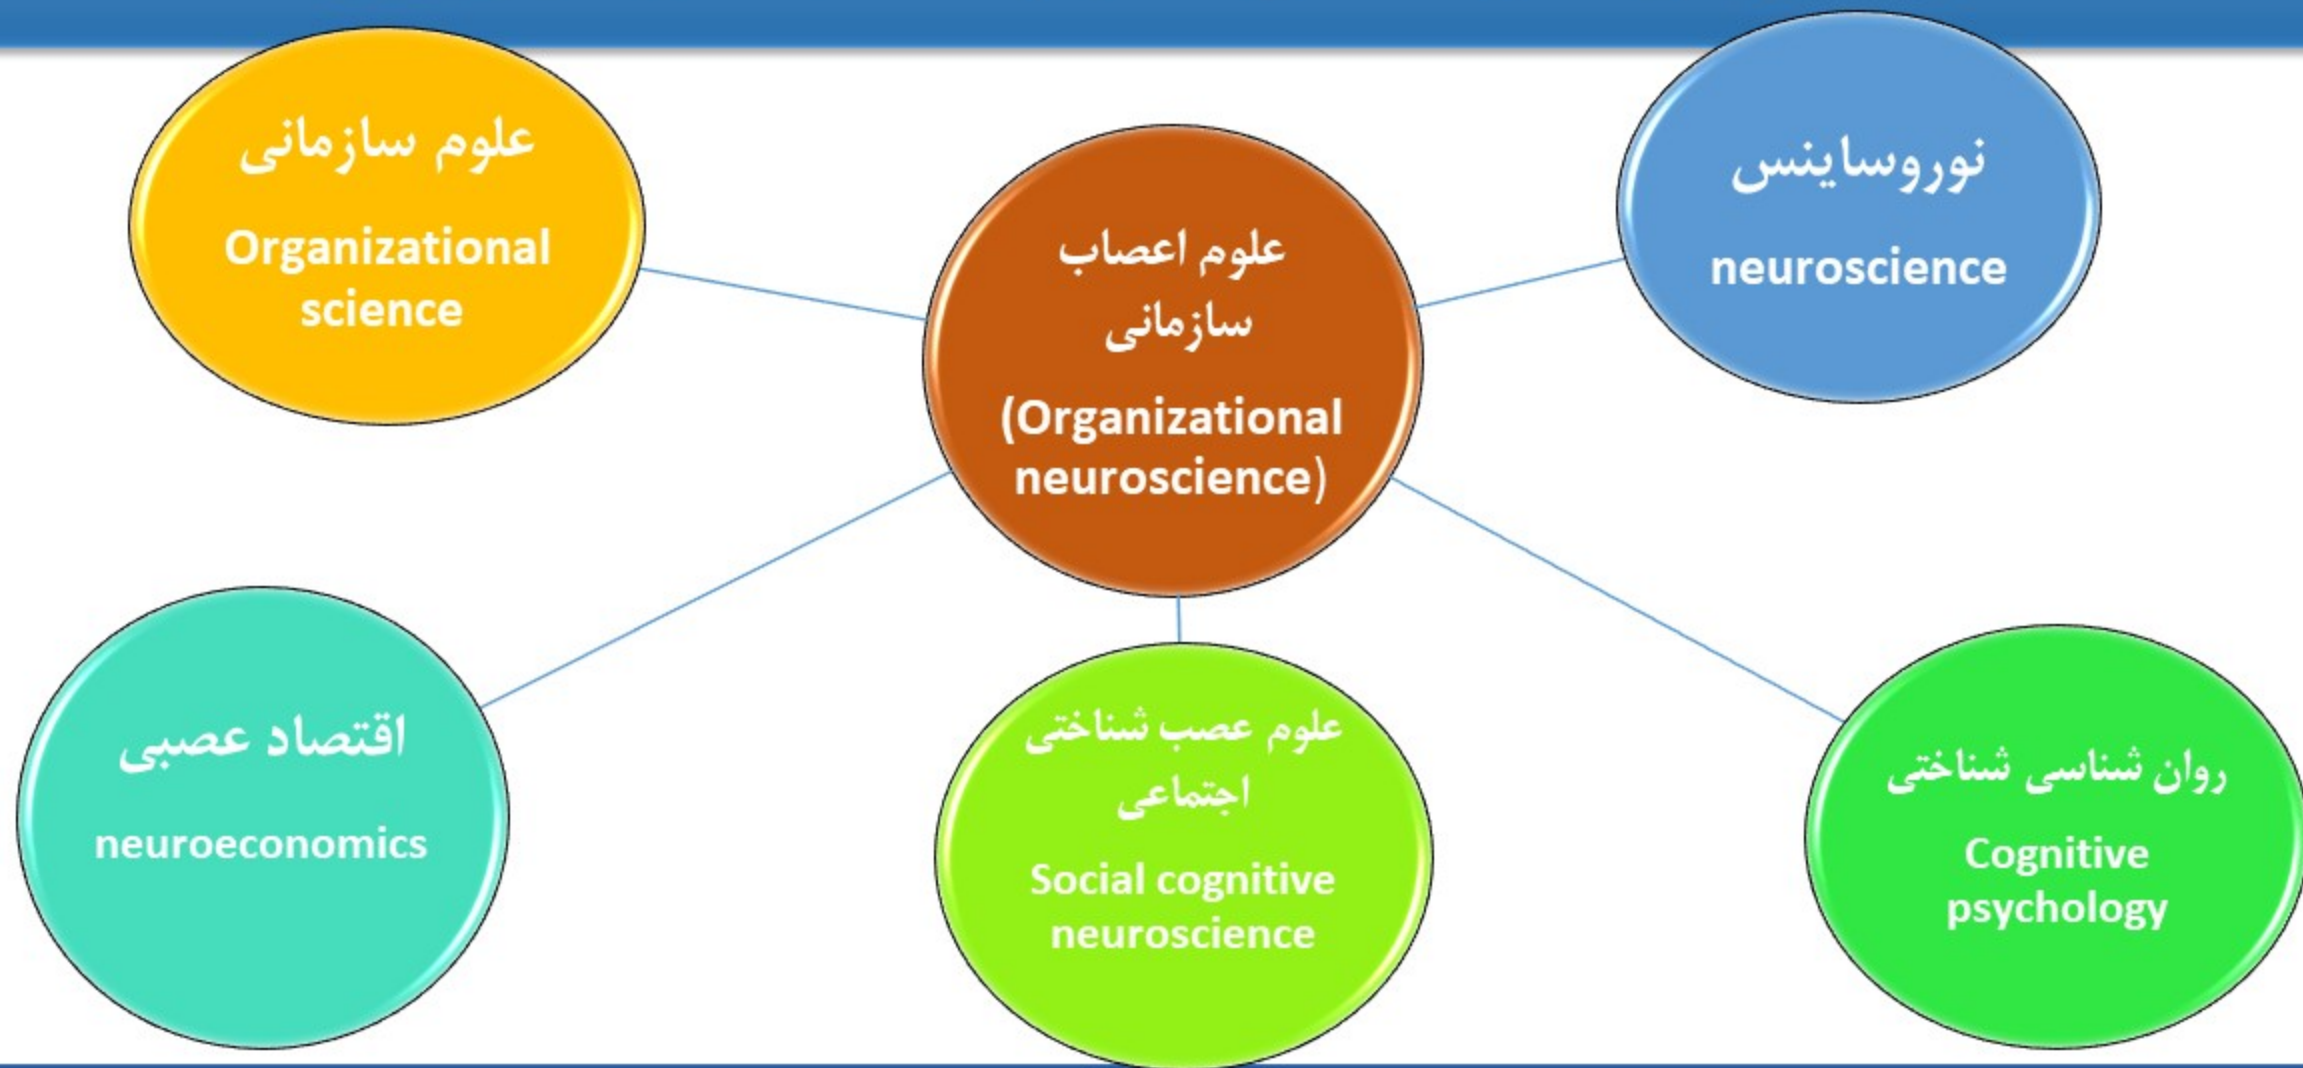 علوم سازمانی
Organizational
science
علوم اعصاب
سازمانی
(Organizational
neuroscience)
نوروساینس
neuroscience
اقتصاد عصبی
neuroeconomics
علوم عصب شناختی
اجتماعی
Social cognitive
neuroscience
روان شناسی شناختی
Cognitive
psychology